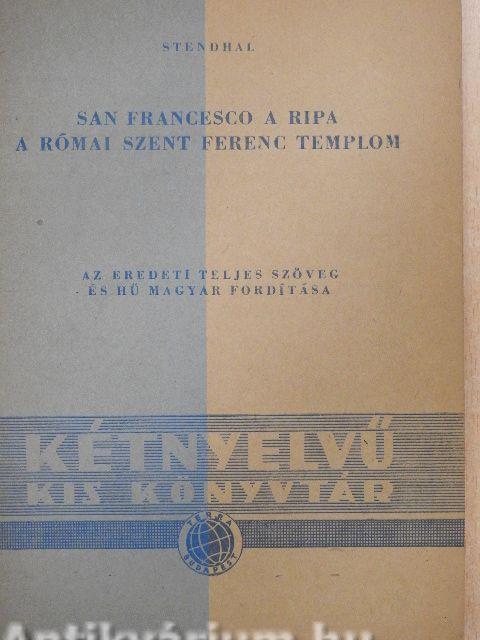 STENDHAL
SAN FRANCESCO A RIPA
A RÓMAI SZENT FERENC TEMPLOM
AZ EREDETI TELJES SZÖVEG
ÉS HŰ MAGYAR FORDÍTÁSA
KÉTNYELVŰ
KIS KÖNYVTÁR
TERRA
BUDAPEST
Antikvárium.hu